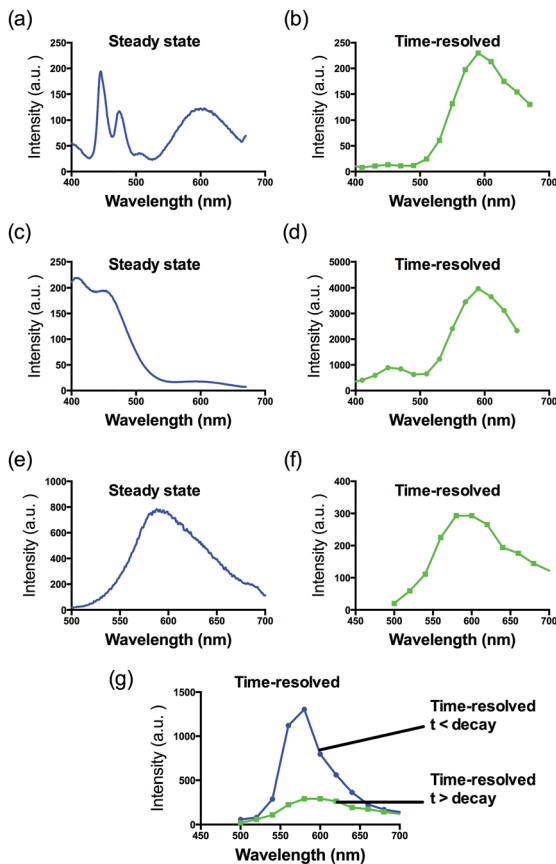 (a)
Steady state
250
200
150
100
50
0
400
500
600
700
Intensity (a.u. )
Wavelength (nm)
(b)
Time-resolved
250
200
150
100
50
0
400
500
600
700
Intensity (a.u. )
Wavelength (nm)
(c)
Steady state
250
200
150
100
50
0
400
500
600
700
Intensity (a.u. )
Wavelength (nm)
(d)
Time-resolved
5000
4000
3000
2000
1000
0
400
500
600
700
Intensity (a.u. )
Wavelength (nm)
(e)
Steady state
1000
800
600
400
200
0
500
550
600
650
700
Intensity (a.u. )
Wavelength (nm)
(f)
Time-resolved
400
300
200
100
0
450
500
550
600
650
700
Intensity (a.u. )
Wavelength (nm)
(g)
Time-resolved
1500
1000
500
0
450
500
550
600
650
700
Intensity (a.u. )
Wavelength (nm)
Time-resolved
t < decay
Time-resolved
t > decay